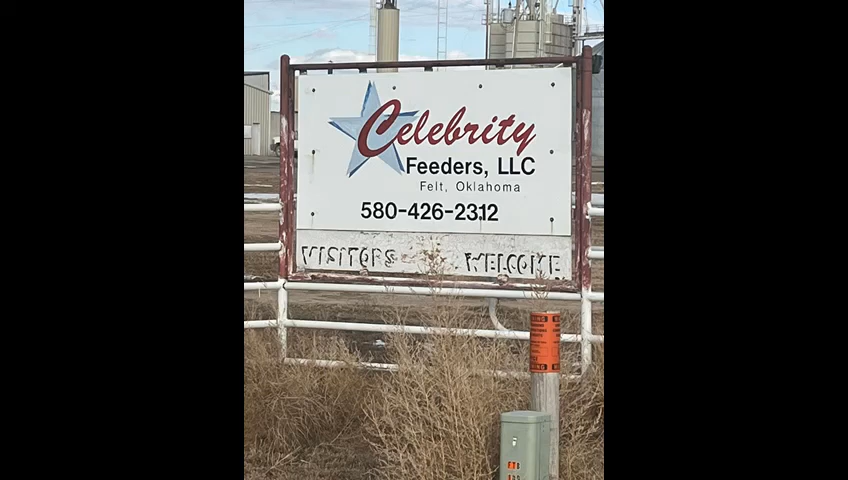 Celebrity
Feeders, LLC
Felt, Oklahoma
580-426-2312
VISITORS WELCOME